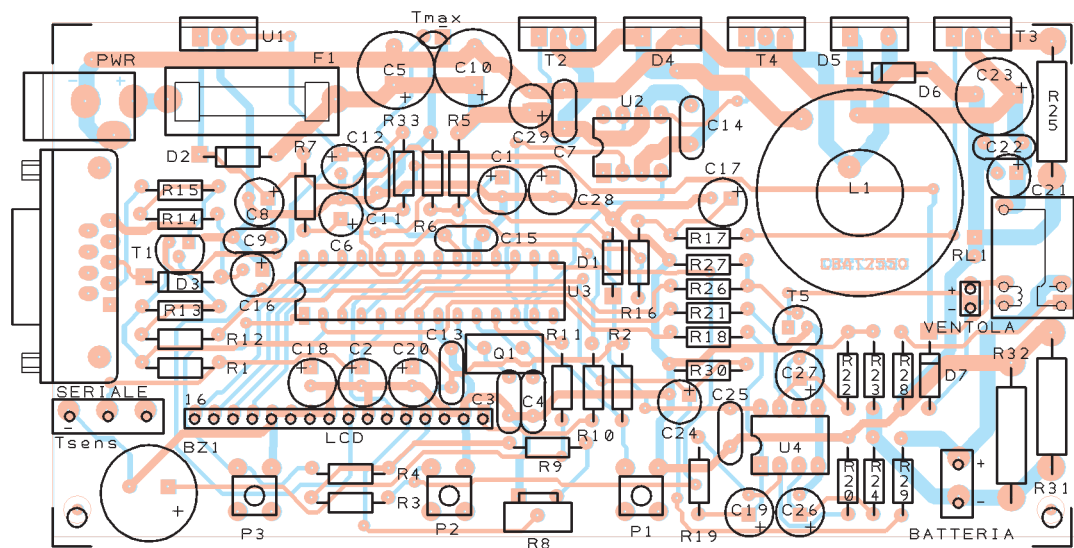 Tmax
U1
T2
D4
T4
D5
T3
PWR
F1
C5
C10
C23
D6
R25
U2
C29
C7
C14
C12
R33
R5
D2
R7
C22
R15
C8
C11
C1
C28
C17
L1
C21
R14
C6
R6
T1
C9
C15
R17
RL1
D3
C16
D1
R27
U3
R16
R26
R13
R21
T5
+
-
VENTOLA
R12
C13
Q1
R11
R2
R18
R1
C18
C2
C20
R30
C27
R23
R13
R28
D7
R32
SERIALE
16
C3
C4
C25
-
Tsens
LCD
R10
C24
U4
BZ1
R9
R4
R20
R24
R29
+
-
R31
R3
P3
P2
R8
P1
R19
C19
C26
BATTERIA